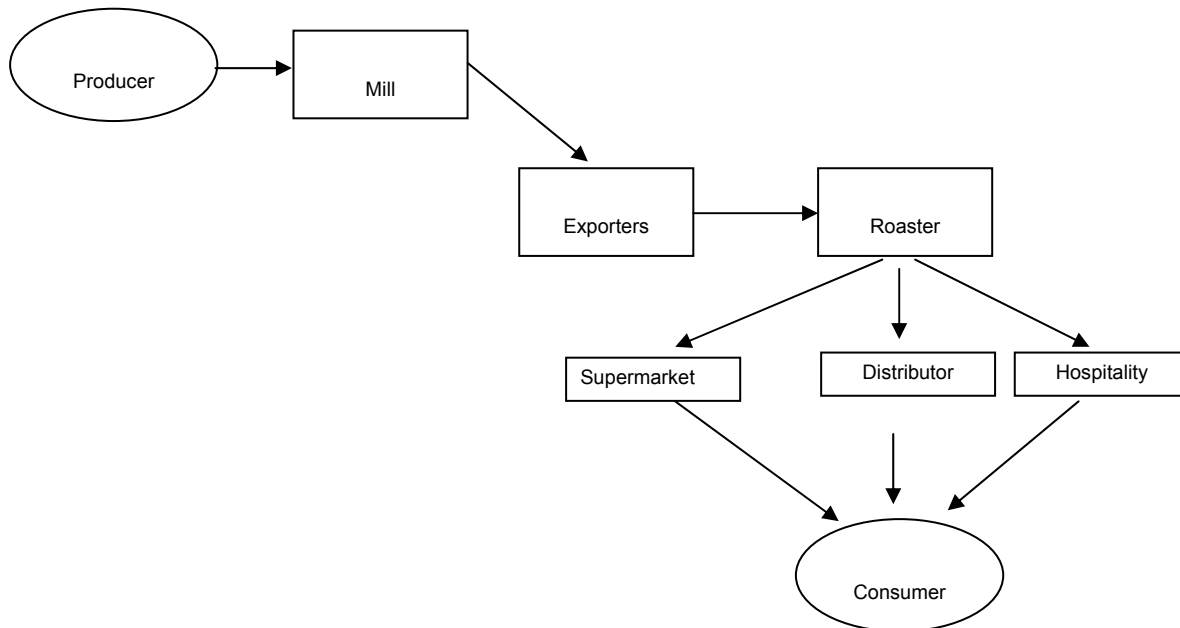 Producer
Mill
Exporters
Roaster
Supermarket
Distributor
Hospitality
Consumer